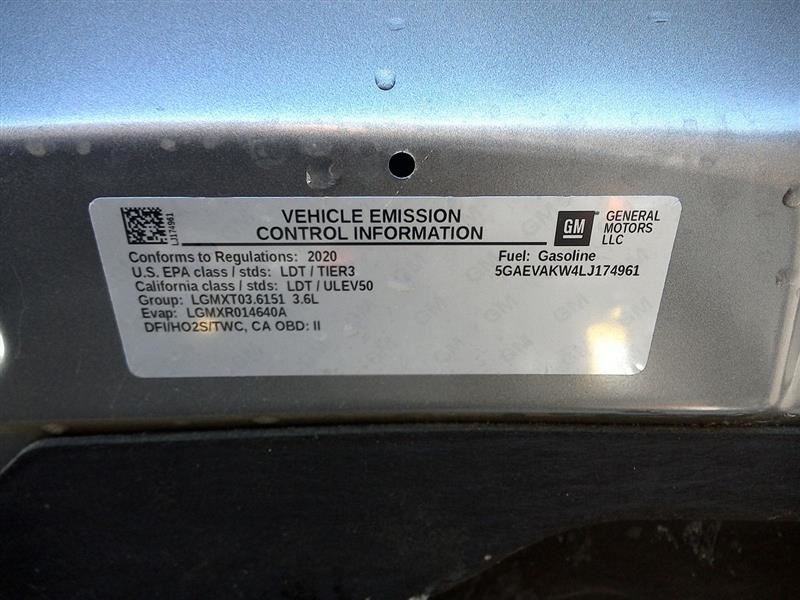 LJ174961
VEHICLE EMISSION
CONTROL INFORMATION
GM
GENERAL
MOTORS
LLC
Conforms to Regulations: 2020
U.S. EPA class / stds: LDT / TIER3
California class / stds: LDT / ULEV50
Group: LGMXT03.6151 3.6L
Evap: LGMXR014640A
DFI/HO2S/TWC, CA OBD: II
Fuel: Gasoline
5GAEVAKW4LJ174961